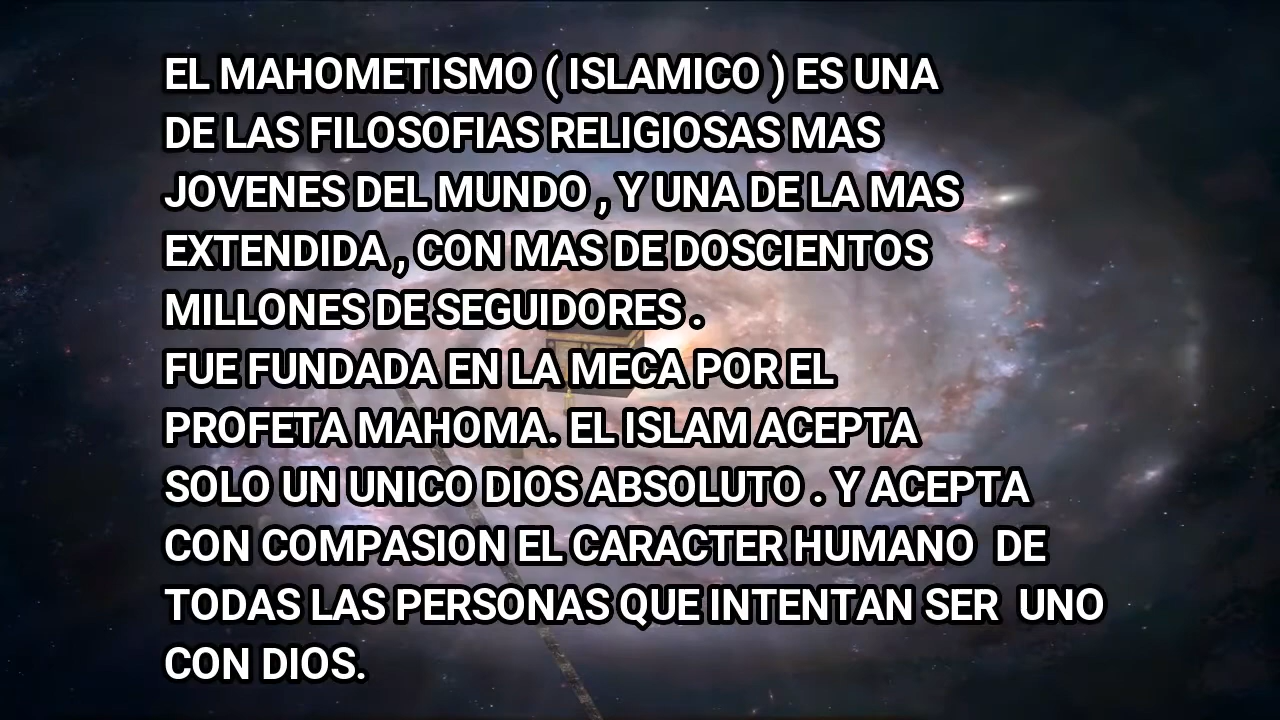 EL MAHOMETISMO ( ISLAMICO ) ES UNA
DE LAS FILOSOFIAS RELIGIOSAS MAS
JOVENES DEL MUNDO , Y UNA DE LA MAS
EXTENDIDA , CON MAS DE DOSCIENTOS
MILLONES DE SEGUIDORES .
FUE FUNDADA EN LA MECA POR EL
PROFETA MAHOMA. EL ISLAM ACEPTA
SOLO UN UNICO DIOS ABSOLUTO . Y ACEPTA
CON COMPASION EL CARACTER HUMANO  DE
TODAS LAS PERSONAS QUE INTENTAN SER  UNO
CON DIOS.